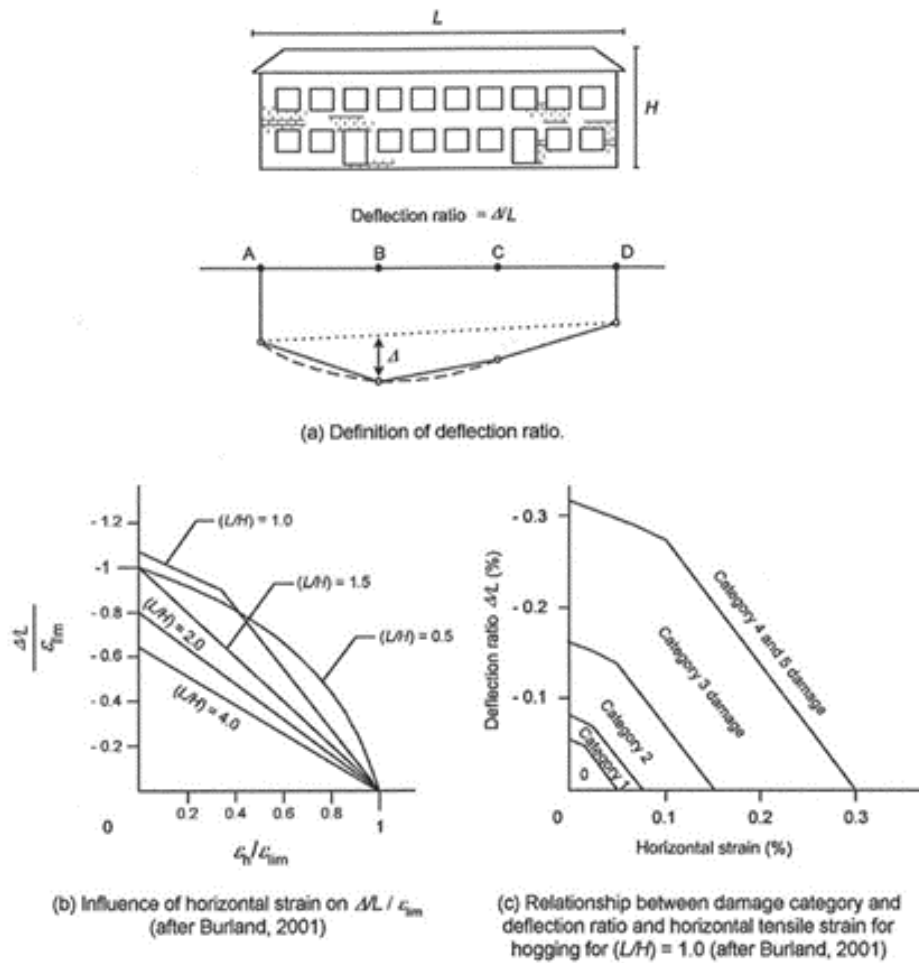 L
H
Deflection ratio = Δ/L
A B C D
Δ
(a) Definition of deflection ratio.
- 1.2
- 1
- 0.8
- 0.6
- 0.4
- 0.2
0
Δ/L
εlim
(L/H) = 1.0
(L/H) = 1.5
(L/H) = 0.5
(L/H) = 2.0
(L/H) = 4.0
0.2 0.4 0.6 0.8 1
εh/εlim
(b) Influence of horizontal strain on Δ/L / εlim
(after Burland, 2001)
Deflection ratio Δ/L (%)
- 0.3
- 0.2
- 0.1
0
Category 4 and 5 damage
Category 3 damage
Category 2
Category 1
0
0.1 0.2 0.3
Horizontal strain (%)
(c) Relationship between damage category and
deflection ratio and horizontal tensile strain for
hogging for (L/H) = 1.0 (after Burland, 2001)